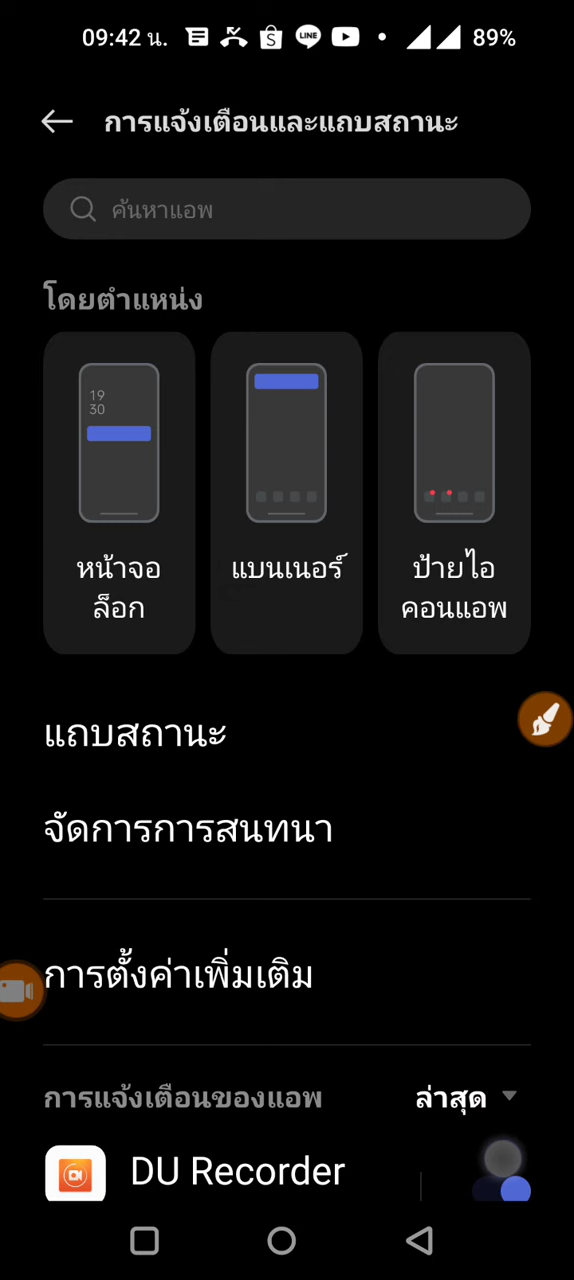 09:42 น. 89%
การแจ้งเตือนและแถบสถานะ
ค้นหาแอพ
โดยตำแหน่ง
19
30
หน้าจอ
ล็อก
แบนเนอร์
ป้ายไอ
คอนแอพ
แถบสถานะ
จัดการการสนทนา
การตั้งค่าเพิ่มเติม
การแจ้งเตือนของแอพ ล่าสุด
DU Recorder